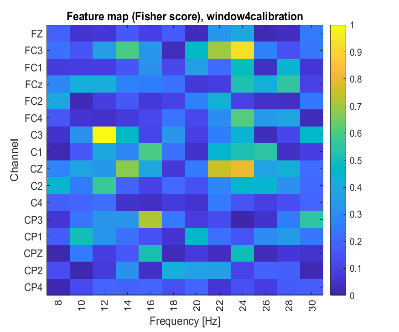 Feature map (Fisher score), window4calibration
Channel
FZ
FC3
FC1
FCz
FC2
FC4
C3
C1
CZ
C2
C4
CP3
CP1
CPZ
CP2
CP4
8 10 12 14 16 18 20 22 24 26 28 30
Frequency [Hz]
1
0.9
0.8
0.7
0.6
0.5
0.4
0.3
0.2
0.1
0